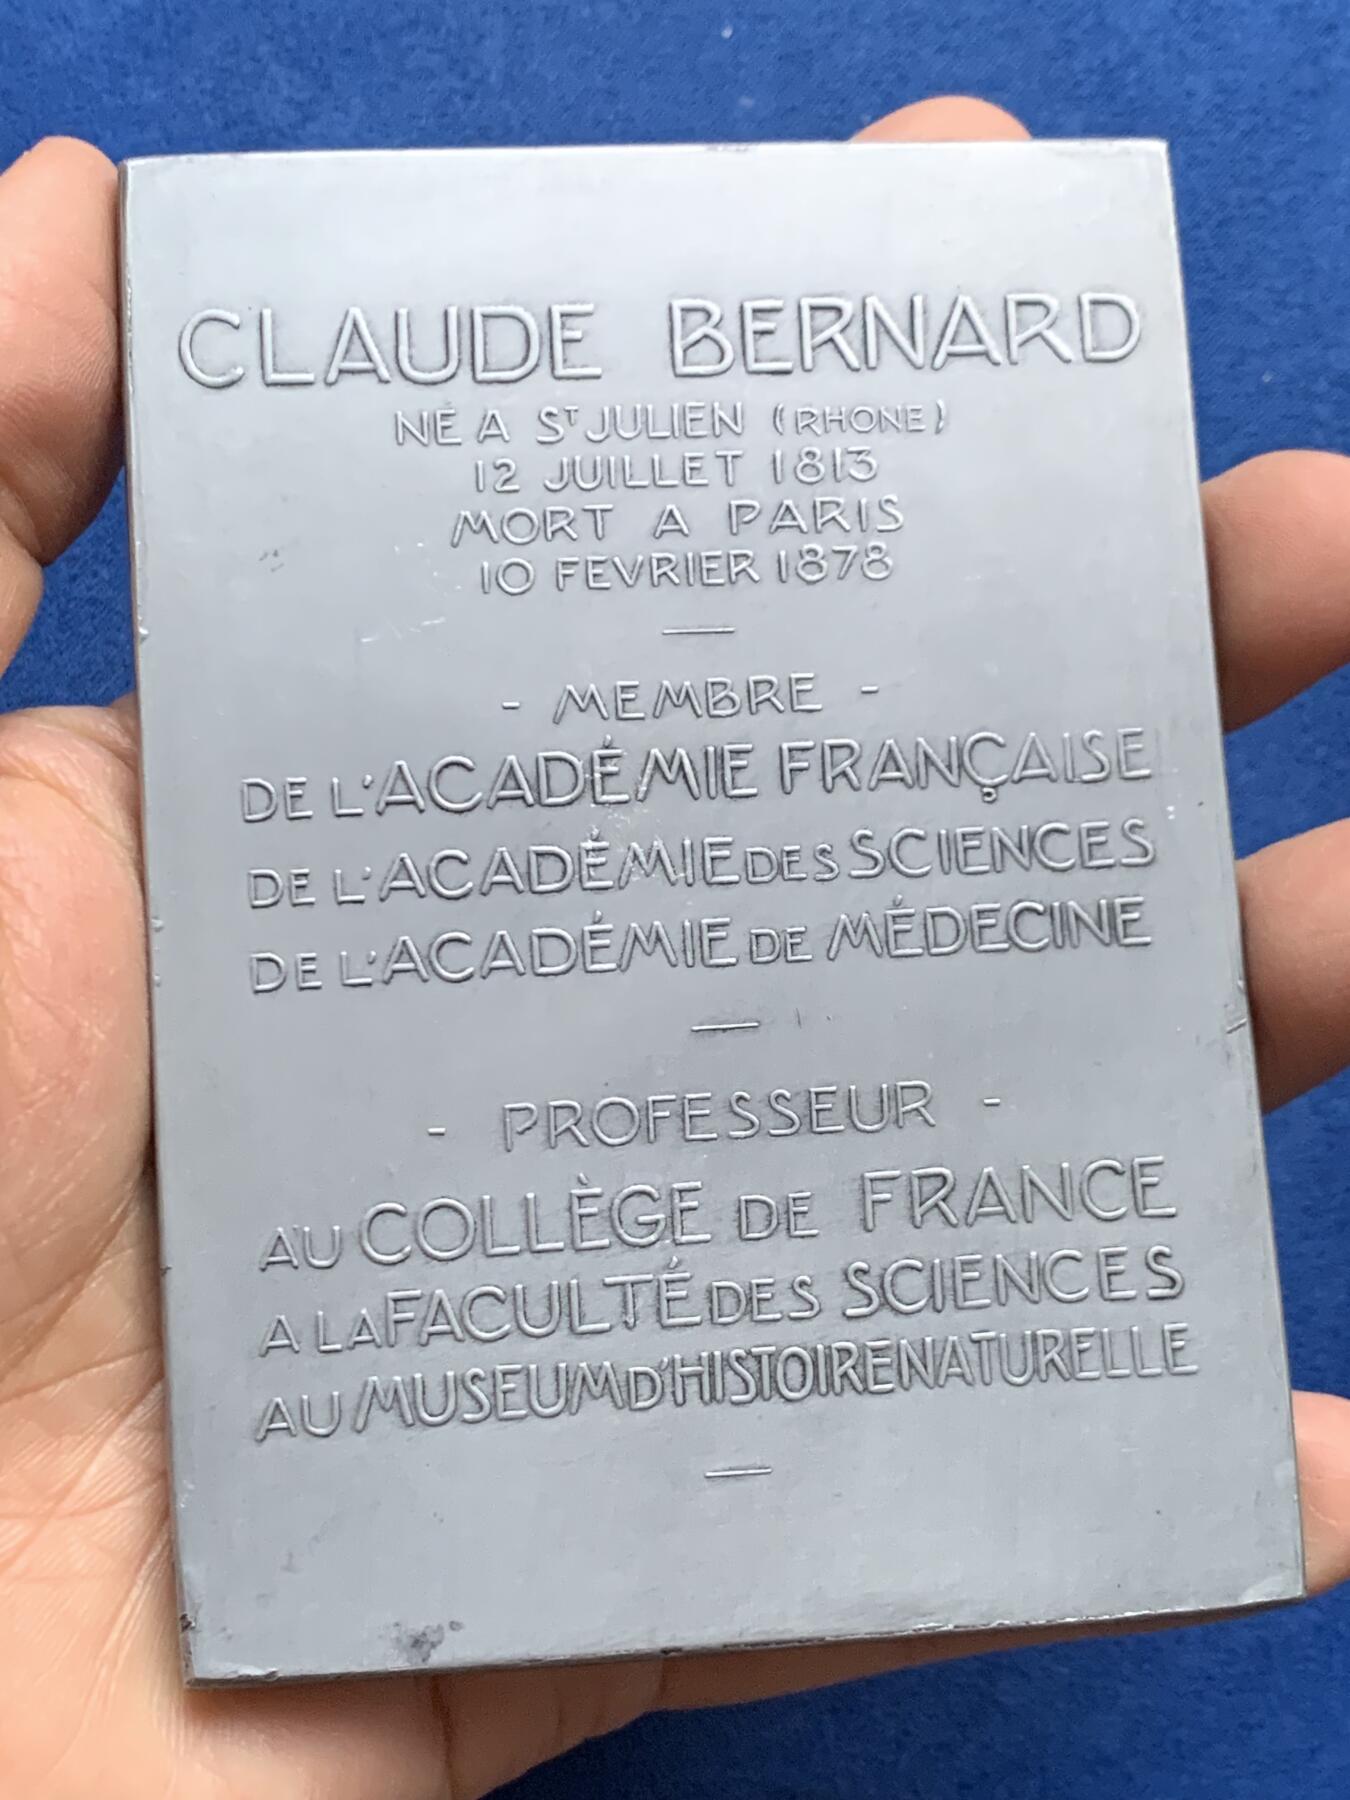 CLAUDE BERNARD
NÉ A ST JULIEN (RHONE)
12 JUILLET 1813
MORT A PARIS
10 FEVRIER 1878
- MEMBRE -
DE L'ACADÉMIE FRANÇAISE
DE L'ACADÉMIE DES SCIENCES
DE L'ACADÉMIE DE MÉDECINE
- PROFESSEUR -
AU COLLÈGE DE FRANCE
A LA FACULTÉ DES SCIENCES
AU MUSEUM D'HISTOIRE NATURELLE